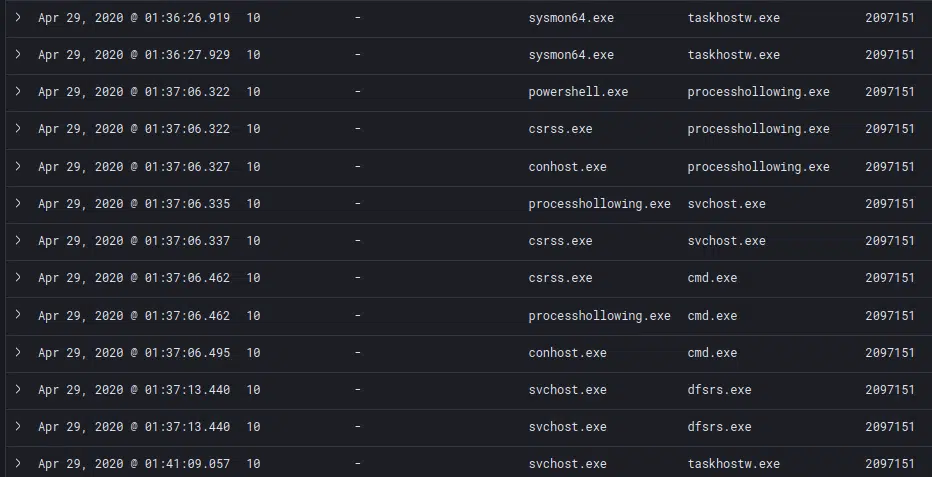 > Apr 29, 2020 @ 01:36:26.919 10 - sysmon64.exe taskhostw.exe 2097151
> Apr 29, 2020 @ 01:36:27.929 10 - sysmon64.exe taskhostw.exe 2097151
> Apr 29, 2020 @ 01:37:06.322 10 - powershell.exe processhollowing.exe 2097151
> Apr 29, 2020 @ 01:37:06.322 10 - csrss.exe processhollowing.exe 2097151
> Apr 29, 2020 @ 01:37:06.327 10 - conhost.exe processhollowing.exe 2097151
> Apr 29, 2020 @ 01:37:06.335 10 - processhollowing.exe svchost.exe 2097151
> Apr 29, 2020 @ 01:37:06.337 10 - csrss.exe svchost.exe 2097151
> Apr 29, 2020 @ 01:37:06.462 10 - csrss.exe cmd.exe 2097151
> Apr 29, 2020 @ 01:37:06.462 10 - processhollowing.exe cmd.exe 2097151
> Apr 29, 2020 @ 01:37:06.495 10 - conhost.exe cmd.exe 2097151
> Apr 29, 2020 @ 01:37:13.440 10 - svchost.exe dfsrs.exe 2097151
> Apr 29, 2020 @ 01:37:13.440 10 - svchost.exe dfsrs.exe 2097151
> Apr 29, 2020 @ 01:41:09.057 10 - svchost.exe taskhostw.exe 2097151